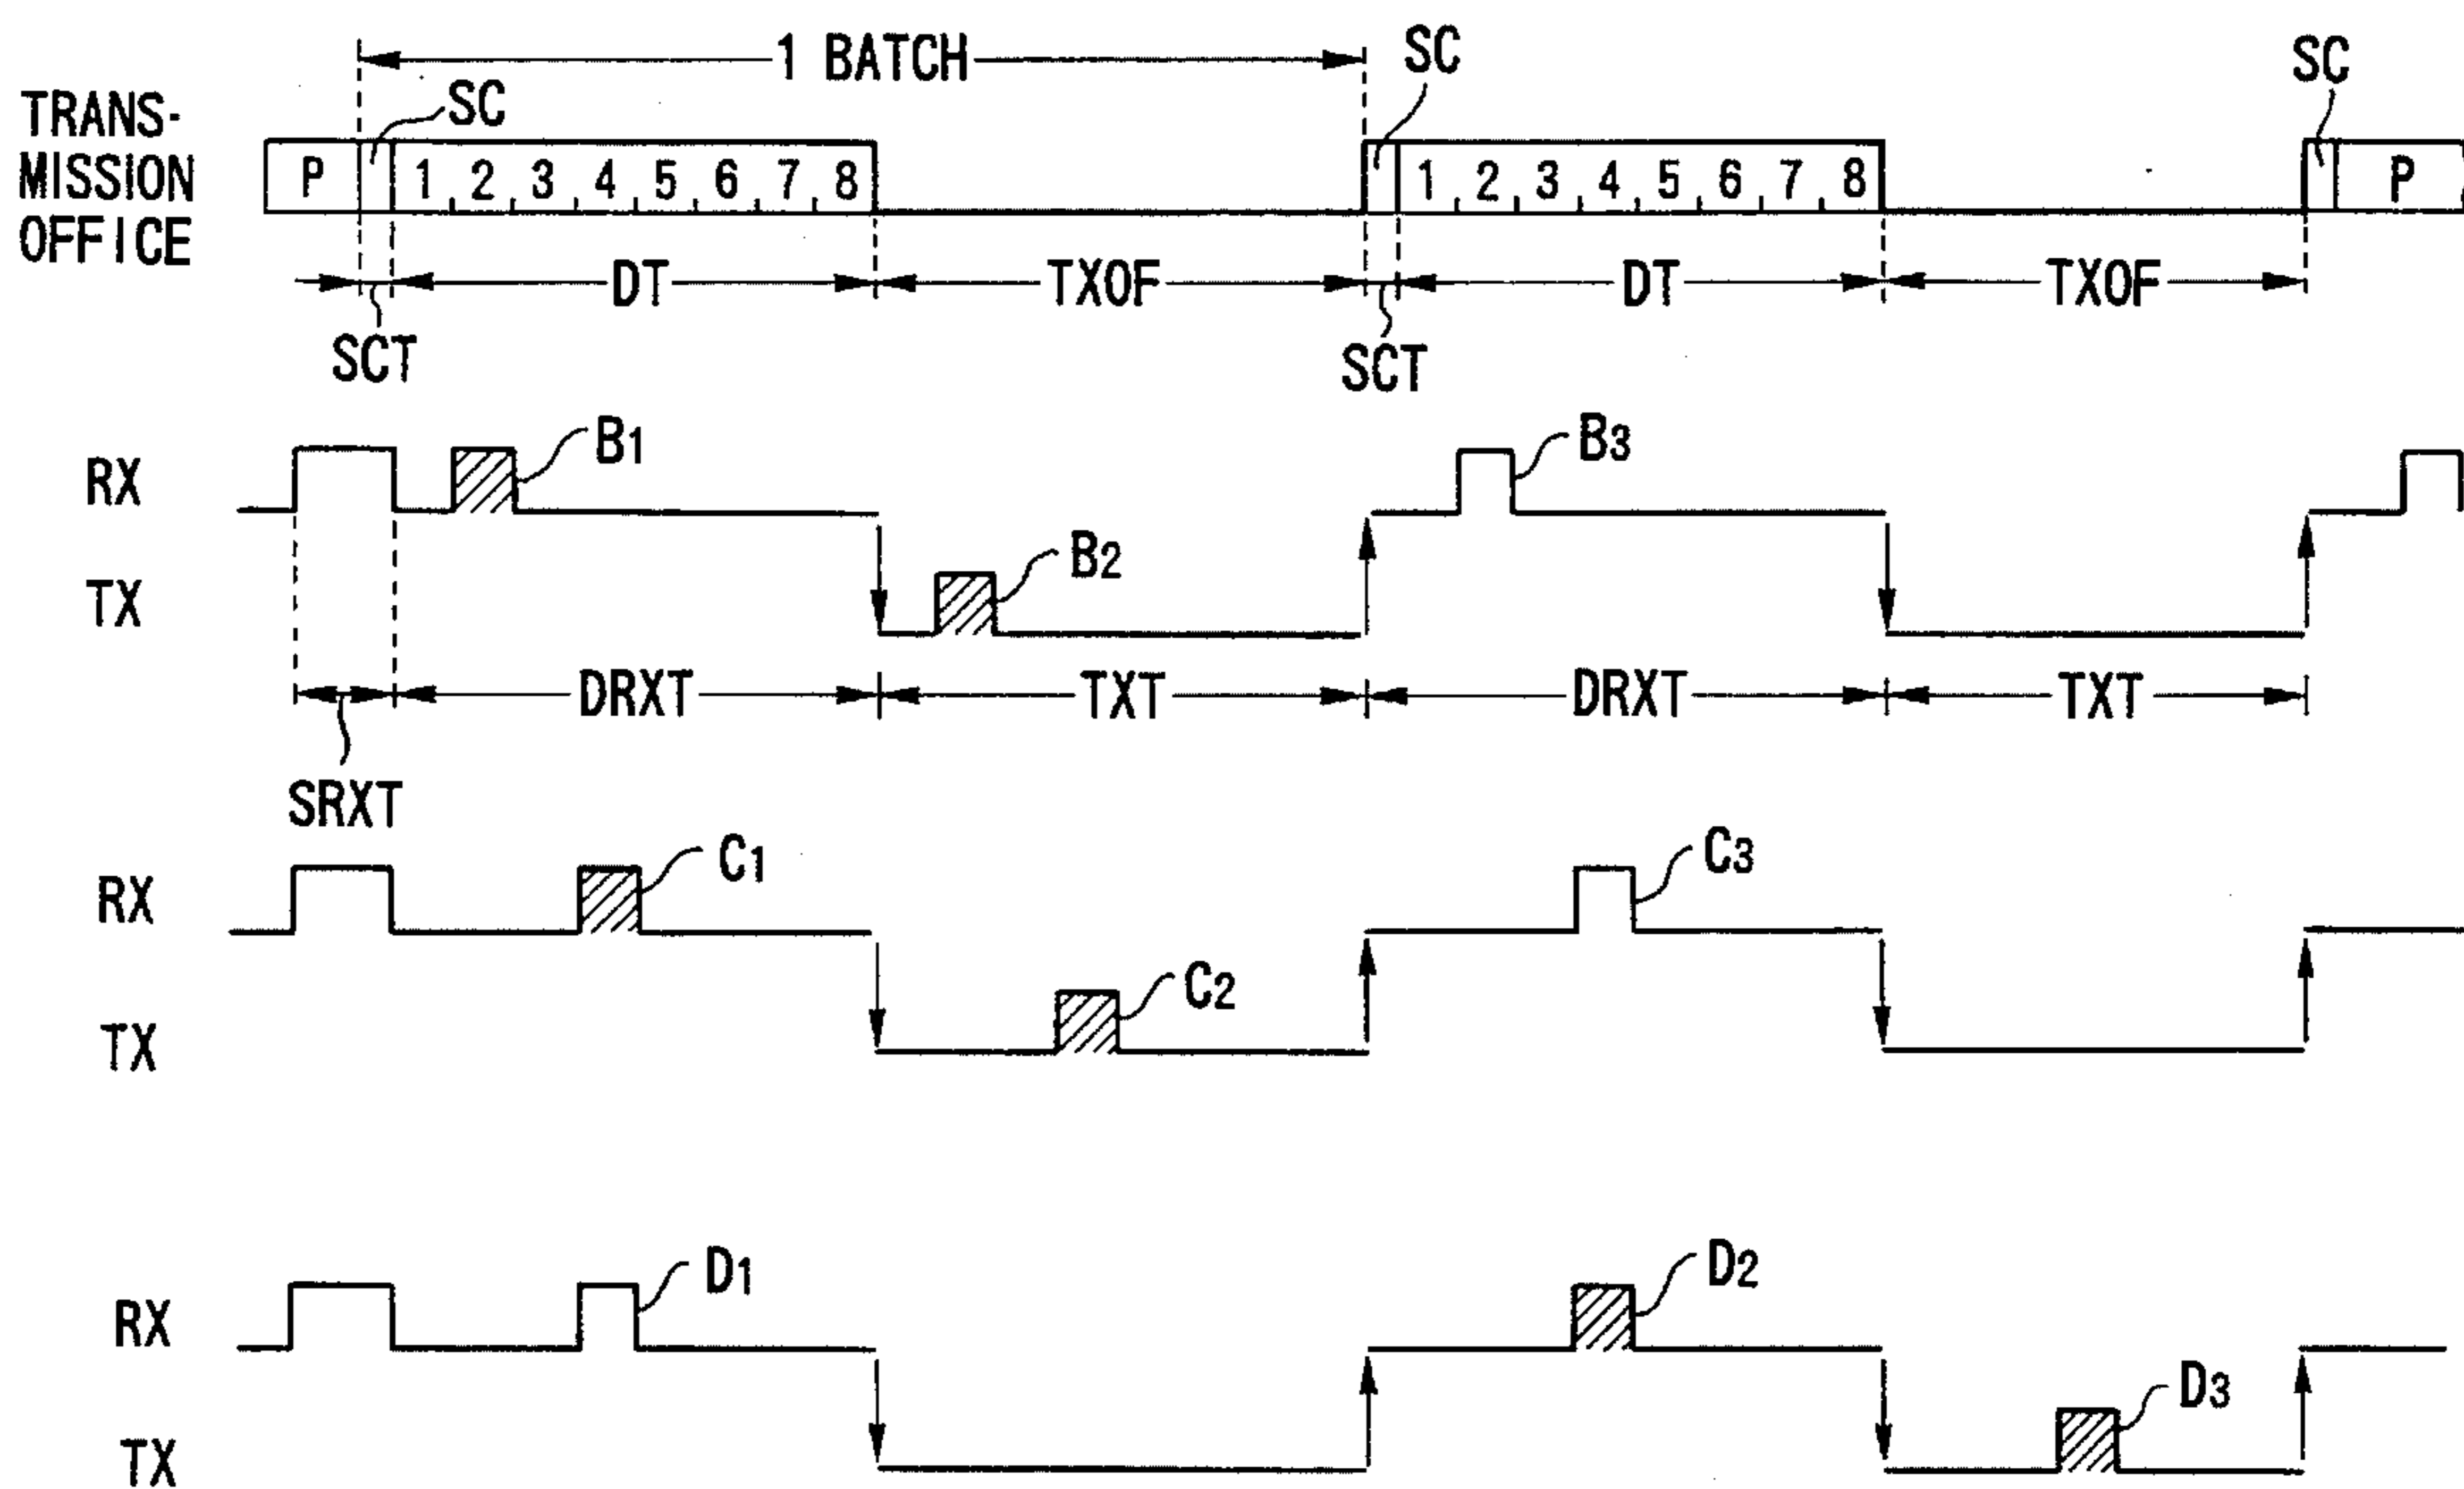 1 BATCH
SC
SC
SC
TRANS-
MISSION
OFFICE
P 1 2 3 4 5 6 7 8 1 2 3 4 5 6 7 8 P
DT TXOF DT TXOF
SCT SCT
B1 B3
RX
B2
TX
DRXT TXT DRXT TXT
SRXT
C1 C3
RX
C2
TX
D1 D2
RX
D3
TX